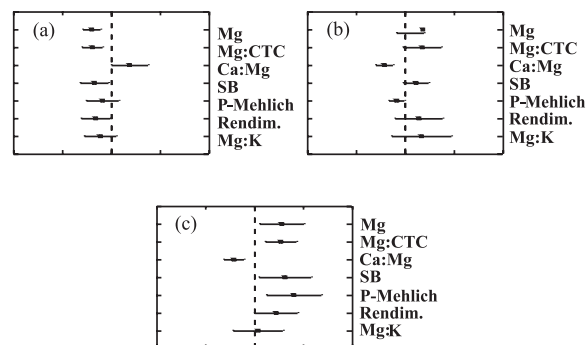 (a)
Mg
Mg:CTC
Ca:Mg
SB
P-Mehlich
Rendim.
Mg:K
(b)
Mg
Mg:CTC
Ca:Mg
SB
P-Mehlich
Rendim.
Mg:K
(c)
Mg
Mg:CTC
Ca:Mg
SB
P-Mehlich
Rendim.
Mg:K